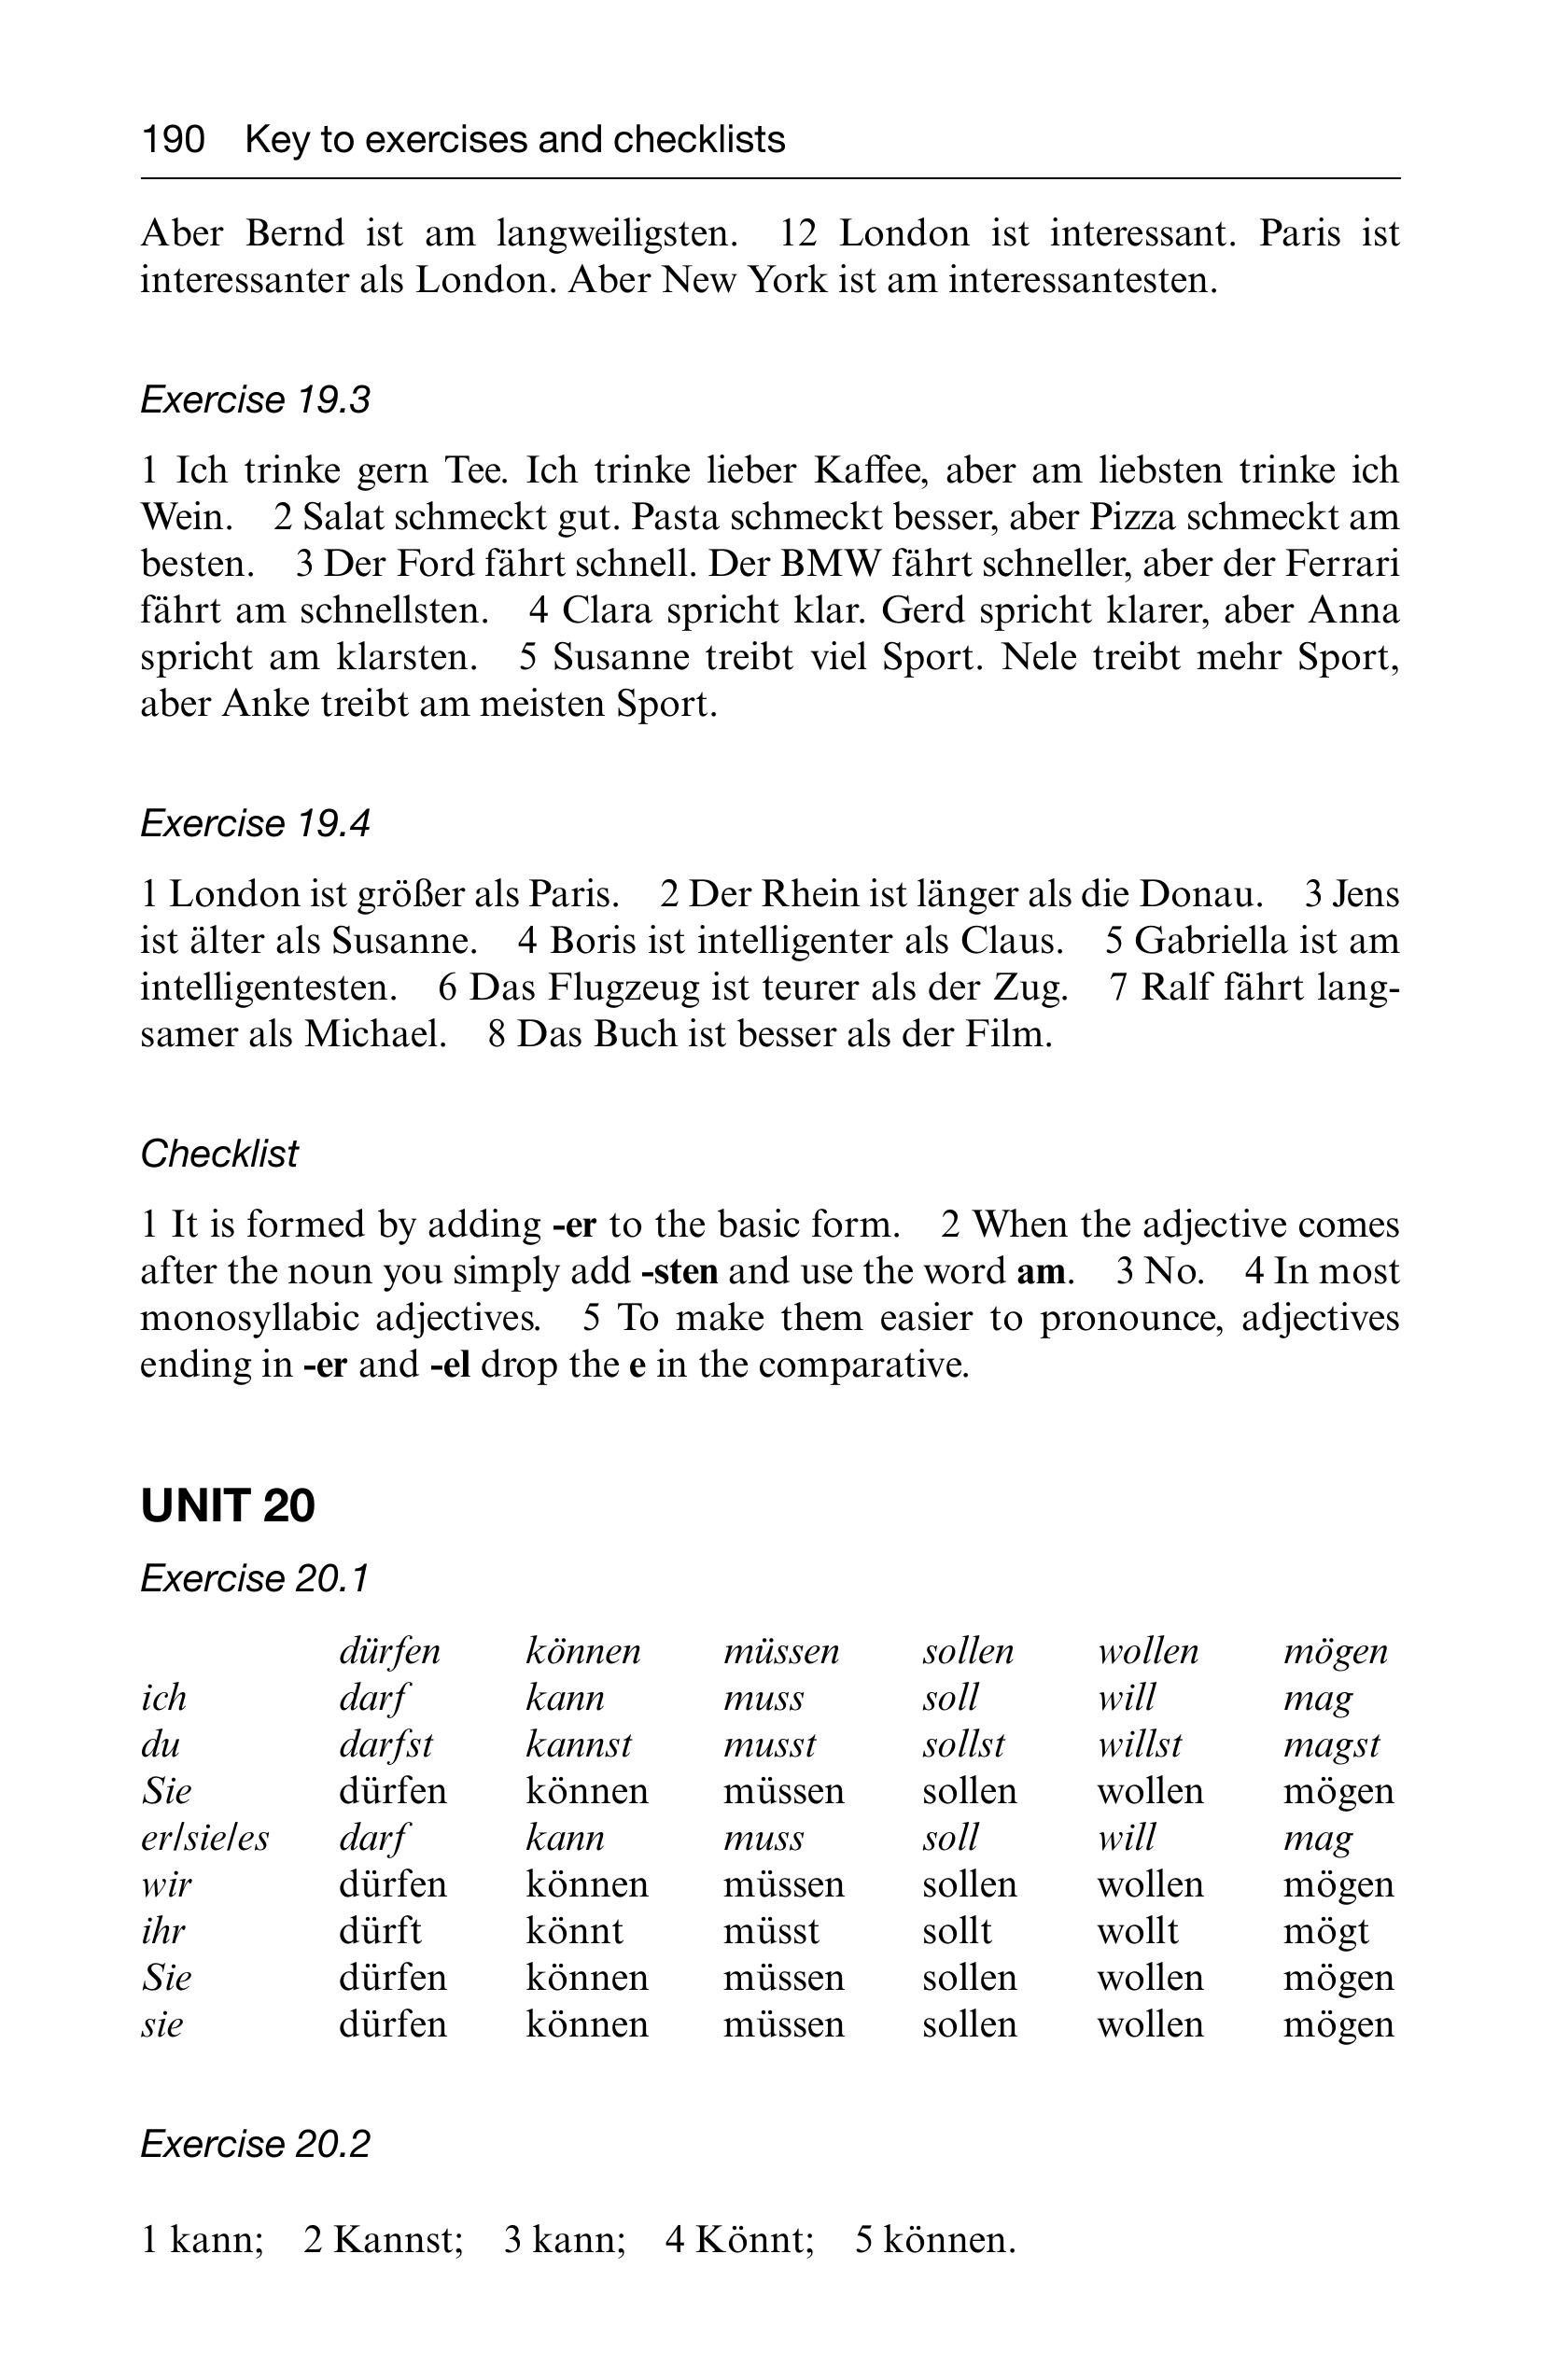 190 Key to exercises and checklists
Aber Bernd ist am langweiligsten. 12 London ist interessant. Paris ist
interessanter als London. Aber New York ist am interessantesten.
Exercise 19.3
1 Ich trinke gern Tee. Ich trinke lieber Kaffee, aber am liebsten trinke ich
Wein. 2 Salat schmeckt gut. Pasta schmeckt besser, aber Pizza schmeckt am
besten. 3 Der Ford fährt schnell. Der BMW fährt schneller, aber der Ferrari
fährt am schnellsten. 4 Clara spricht klar. Gerd spricht klarer, aber Anna
spricht am klarsten. 5 Susanne treibt viel Sport. Nele treibt mehr Sport,
aber Anke treibt am meisten Sport.
Exercise 19.4
1 London ist größer als Paris. 2 Der Rhein ist länger als die Donau. 3 Jens
ist älter als Susanne. 4 Boris ist intelligenter als Claus. 5 Gabriella ist am
intelligentesten. 6 Das Flugzeug ist teurer als der Zug. 7 Ralf fährt lang-
samer als Michael. 8 Das Buch ist besser als der Film.
Checklist
1 It is formed by adding -er to the basic form. 2 When the adjective comes
after the noun you simply add -sten and use the word am. 3 No. 4 In most
monosyllabic adjectives. 5 To make them easier to pronounce, adjectives
ending in -er and -el drop the e in the comparative.
UNIT 20
Exercise 20.1
dürfen können müssen sollen wollen mögen
ich darf kann muss soll will mag
du darfst kannst musst sollst willst magst
Sie dürfen können müssen sollen wollen mögen
er/sie/es darf kann muss soll will mag
wir dürfen können müssen sollen wollen mögen
ihr dürft könnt müsst sollt wollt mögt
Sie dürfen können müssen sollen wollen mögen
sie dürfen können müssen sollen wollen mögen
Exercise 20.2
1 kann; 2 Kannst; 3 kann; 4 Könnt; 5 können.